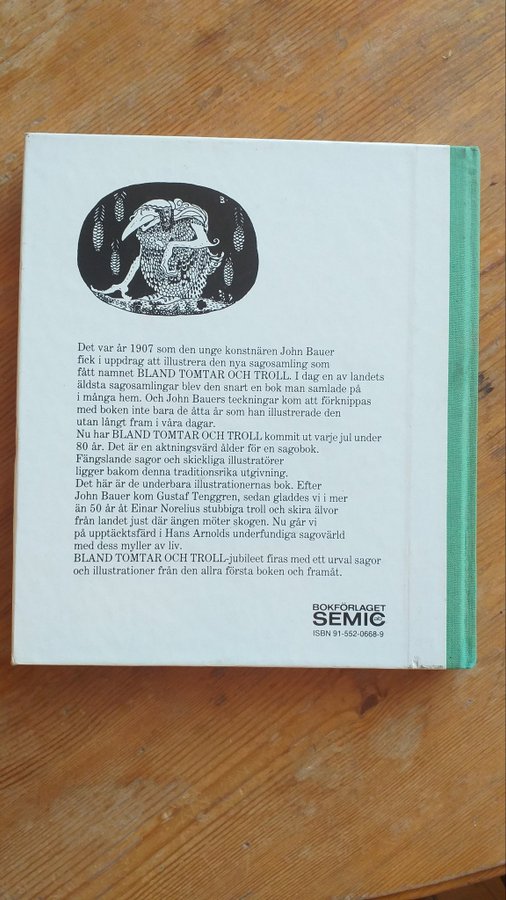 Det var år 1907 som den unge konstnären John Bauer
fick i uppdrag att illustrera den nya sagosamling som
fått namnet BLAND TOMTAR OCH TROLL. I dag en av landets
äldsta sagosamlingar blev den snart en bok man samlade på
i många hem. Och John Bauers teckningar kom att förknippas
med boken inte bara de åtta år som han illustrerade den
utan långt fram i våra dagar.
Nu har BLAND TOMTAR OCH TROLL kommit ut varje jul under
80 år. Det är en aktningsvärd ålder för en sagobok.
Fängslande sagor och skickliga illustratörer
ligger bakom denna traditionsrika utgivning.
Det här är de underbara illustrationernas bok. Efter
John Bauer kom Gustaf Tenggren, sedan gladdes vi i mer
än 50 år åt Einar Norelius stubbiga troll och skira älvor
från landet just där ängen möter skogen. Nu går vi
på upptäcktsfärd i Hans Arnolds underfundiga sagovärld
med dess myller av liv.
BLAND TOMTAR OCH TROLL-jubileet firas med ett urval sagor
och illustrationer från den allra första boken och framåt.
BOKFÖRLAGET
SEMIC
ISBN 91-552-0668-9